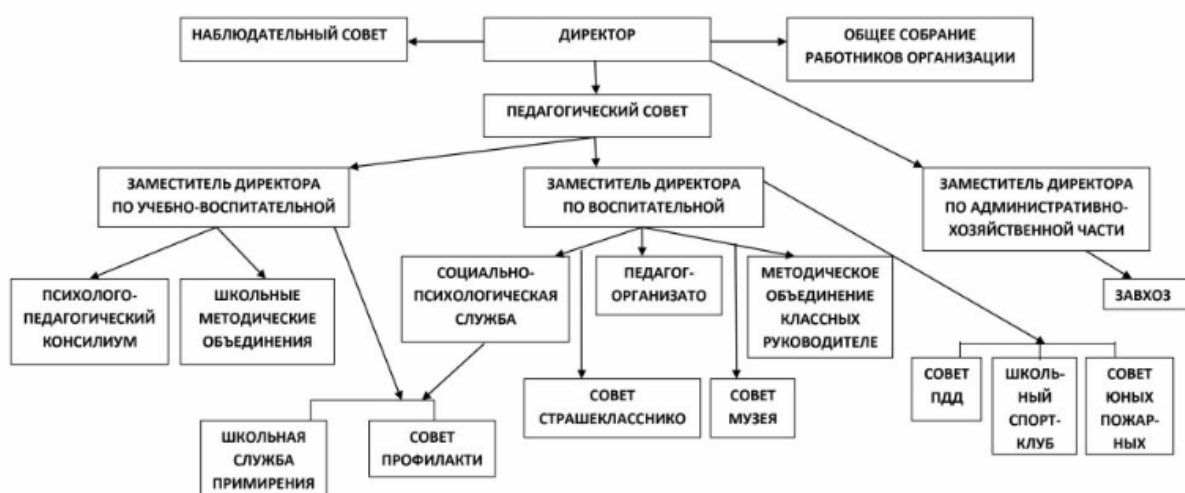 НАБЛЮДАТЕЛЬНЫЙ СОВЕТ
ДИРЕКТОР
ОБЩЕЕ СОБРАНИЕ
РАБОТНИКОВ ОРГАНИЗАЦИИ
ПЕДАГОГИЧЕСКИЙ СОВЕТ
ЗАМЕСТИТЕЛЬ ДИРЕКТОРА
ПО УЧЕБНО-ВОСПИТАТЕЛЬНОЙ
ЗАМЕСТИТЕЛЬ ДИРЕКТОРА
ПО ВОСПИТАТЕЛЬНОЙ
ЗАМЕСТИТЕЛЬ ДИРЕКТОРА
ПО АДМИНИСТРАТИВНО-
ХОЗЯЙСТВЕННОЙ ЧАСТИ
ПСИХОЛОГО-
ПЕДАГОГИЧЕСКИЙ
КОНСИЛИУМ
ШКОЛЬНЫЕ
МЕТОДИЧЕСКИЕ
ОБЪЕДИНЕНИЯ
СОЦИАЛЬНО-
ПСИХОЛОГИЧЕСКАЯ
СЛУЖБА
ПЕДАГОГ-
ОРГАНИЗАТО
МЕТОДИЧЕСКОЕ
ОБЪЕДИНЕНИЕ
КЛАССНЫХ
РУКОВОДИТЕЛЕ
ЗАВХОЗ
ШКОЛЬНАЯ
СЛУЖБА
ПРИМИРЕНИЯ
СОВЕТ
ПРОФИЛАКТИ
СОВЕТ
СТРАШЕКЛАССНИКО
СОВЕТ
МУЗЕЯ
СОВЕТ
ПДД
ШКОЛЬ-
НЫЙ
СПОРТ-
КЛУБ
СОВЕТ
ЮНЫХ
ПОЖАР-
НЫХ